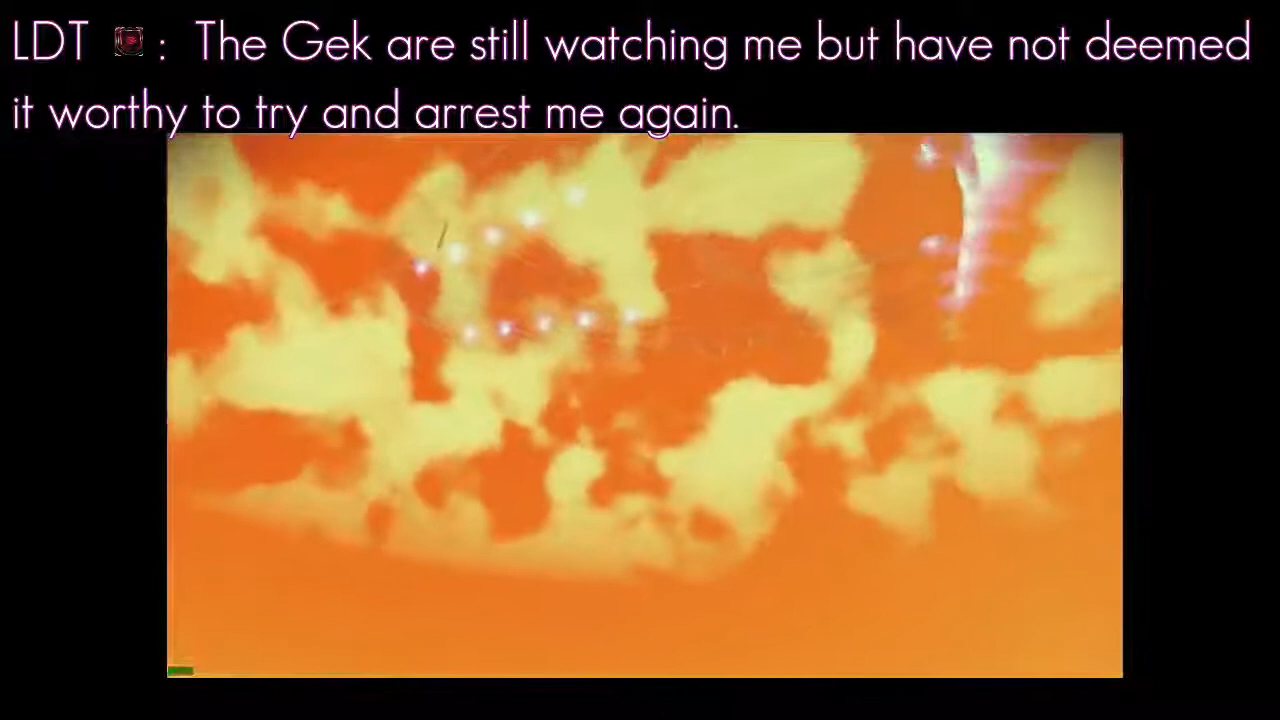 LDT : The Gek are still watching me but have not deemed
it worthy to try and arrest me again.